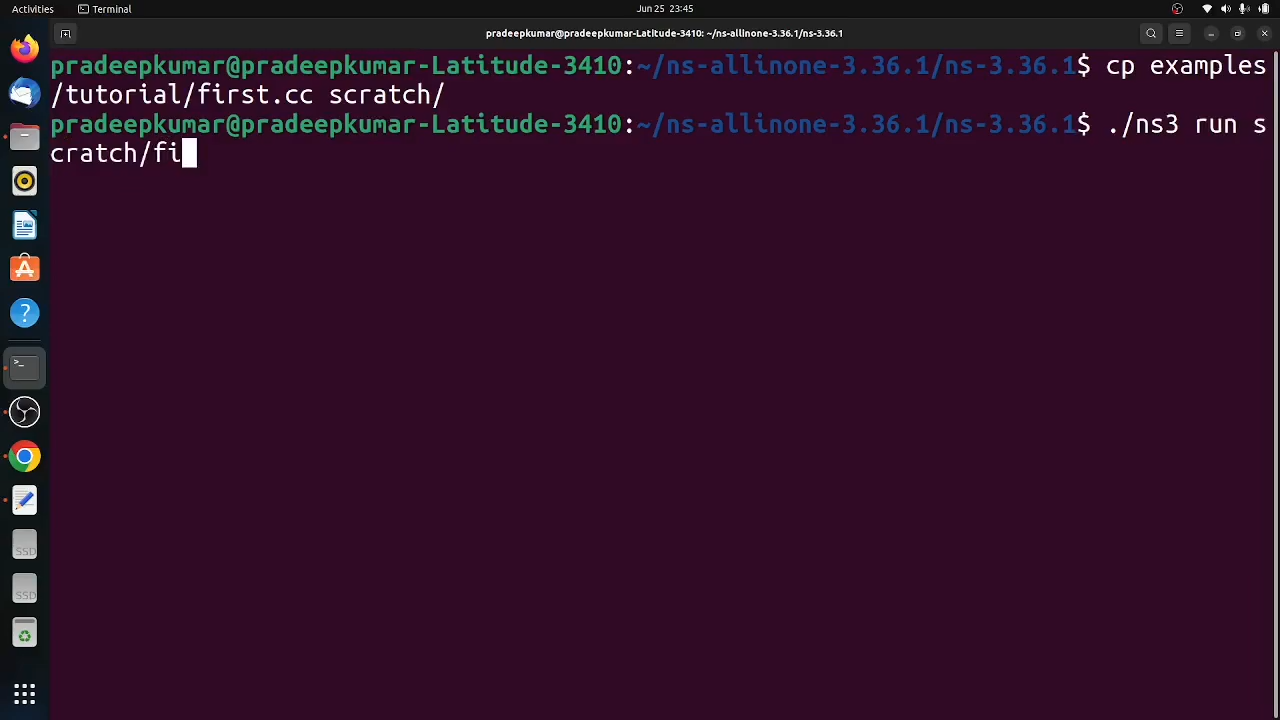 Activities Terminal Jun 25 23:45
pradeepkumar@pradeepkumar-Latitude-3410: ~/ns-allinone-3.36.1/ns-3.36.1
pradeepkumar@pradeepkumar-Latitude-3410:~/ns-allinone-3.36.1/ns-3.36.1$ cp examples
/tutorial/first.cc scratch/
pradeepkumar@pradeepkumar-Latitude-3410:~/ns-allinone-3.36.1/ns-3.36.1$ ./ns3 run s
cratch/fi
SSD
SSD